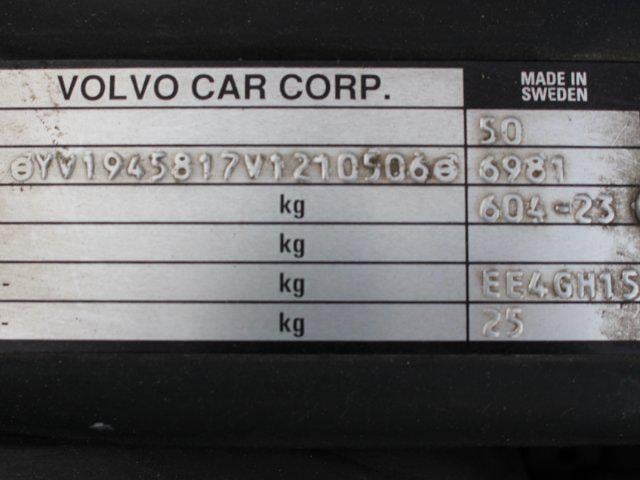 VOLVO CAR CORP. MADE IN SWEDEN
50
YV1945817V1210506 6981
kg 604-23
kg
- kg EE4GH15
- kg 25